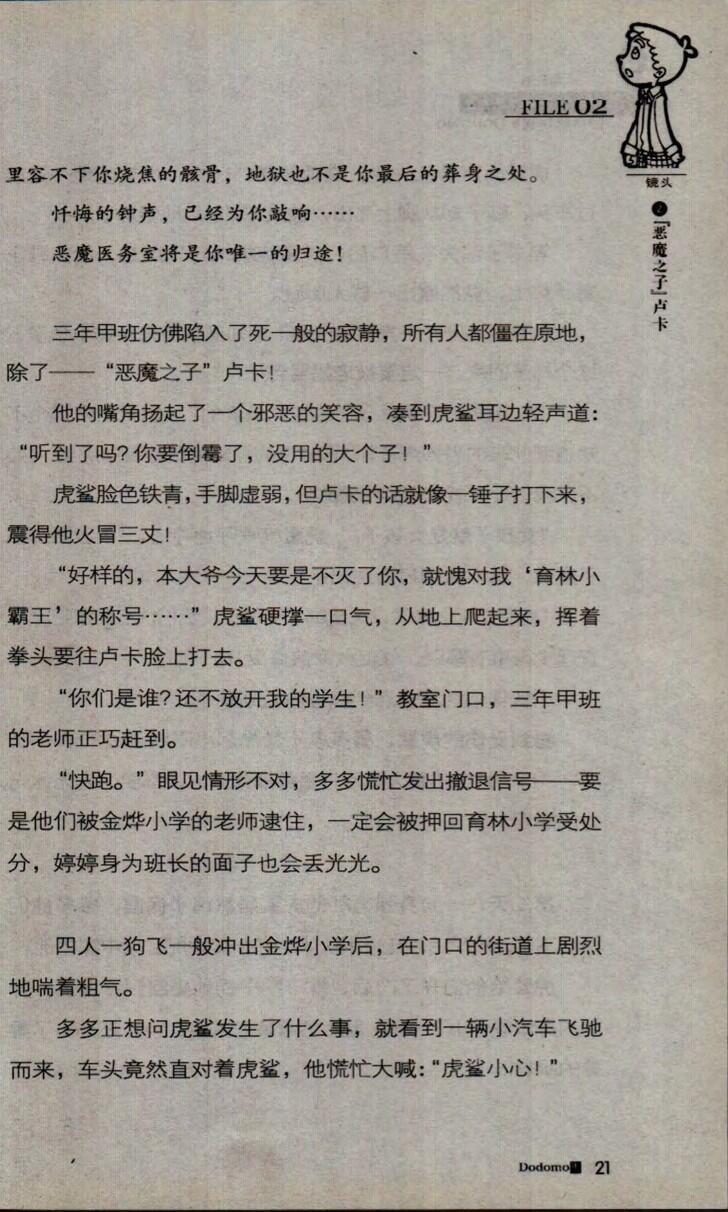 FILE 02
镜头
❷『恶魔之子』卢卡
里容不下你烧焦的骸骨，地狱也不是你最后的葬身之处。
忏悔的钟声，已经为你敲响……
恶魔医务室将是你唯一的归途！
三年甲班仿佛陷入了死一般的寂静，所有人都僵在原地，
除了——“恶魔之子”卢卡！
他的嘴角扬起了一个邪恶的笑容，凑到虎鲨耳边轻声道：
“听到了吗？你要倒霉了，没用的大个子！”
虎鲨脸色铁青，手脚虚弱，但卢卡的话就像一锤子打下来，
震得他火冒三丈！
“好样的，本大爷今天要是不灭了你，就愧对我‘育林小
霸王’的称号……”虎鲨硬撑一口气，从地上爬起来，挥着
拳头要往卢卡脸上打去。
“你们是谁？还不放开我的学生！”教室门口，三年甲班
的老师正巧赶到。
“快跑。”眼见情形不对，多多慌忙发出撤退信号——要
是他们被金烨小学的老师逮住，一定会被押回育林小学受处
分，婷婷身为班长的面子也会丢光光。
四人一狗飞一般冲出金烨小学后，在门口的街道上剧烈
地喘着粗气。
多多正想问虎鲨发生了什么事，就看到一辆小汽车飞驰
而来，车头竟然直对着虎鲨，他慌忙大喊：“虎鲨小心！”
Dodomo 21